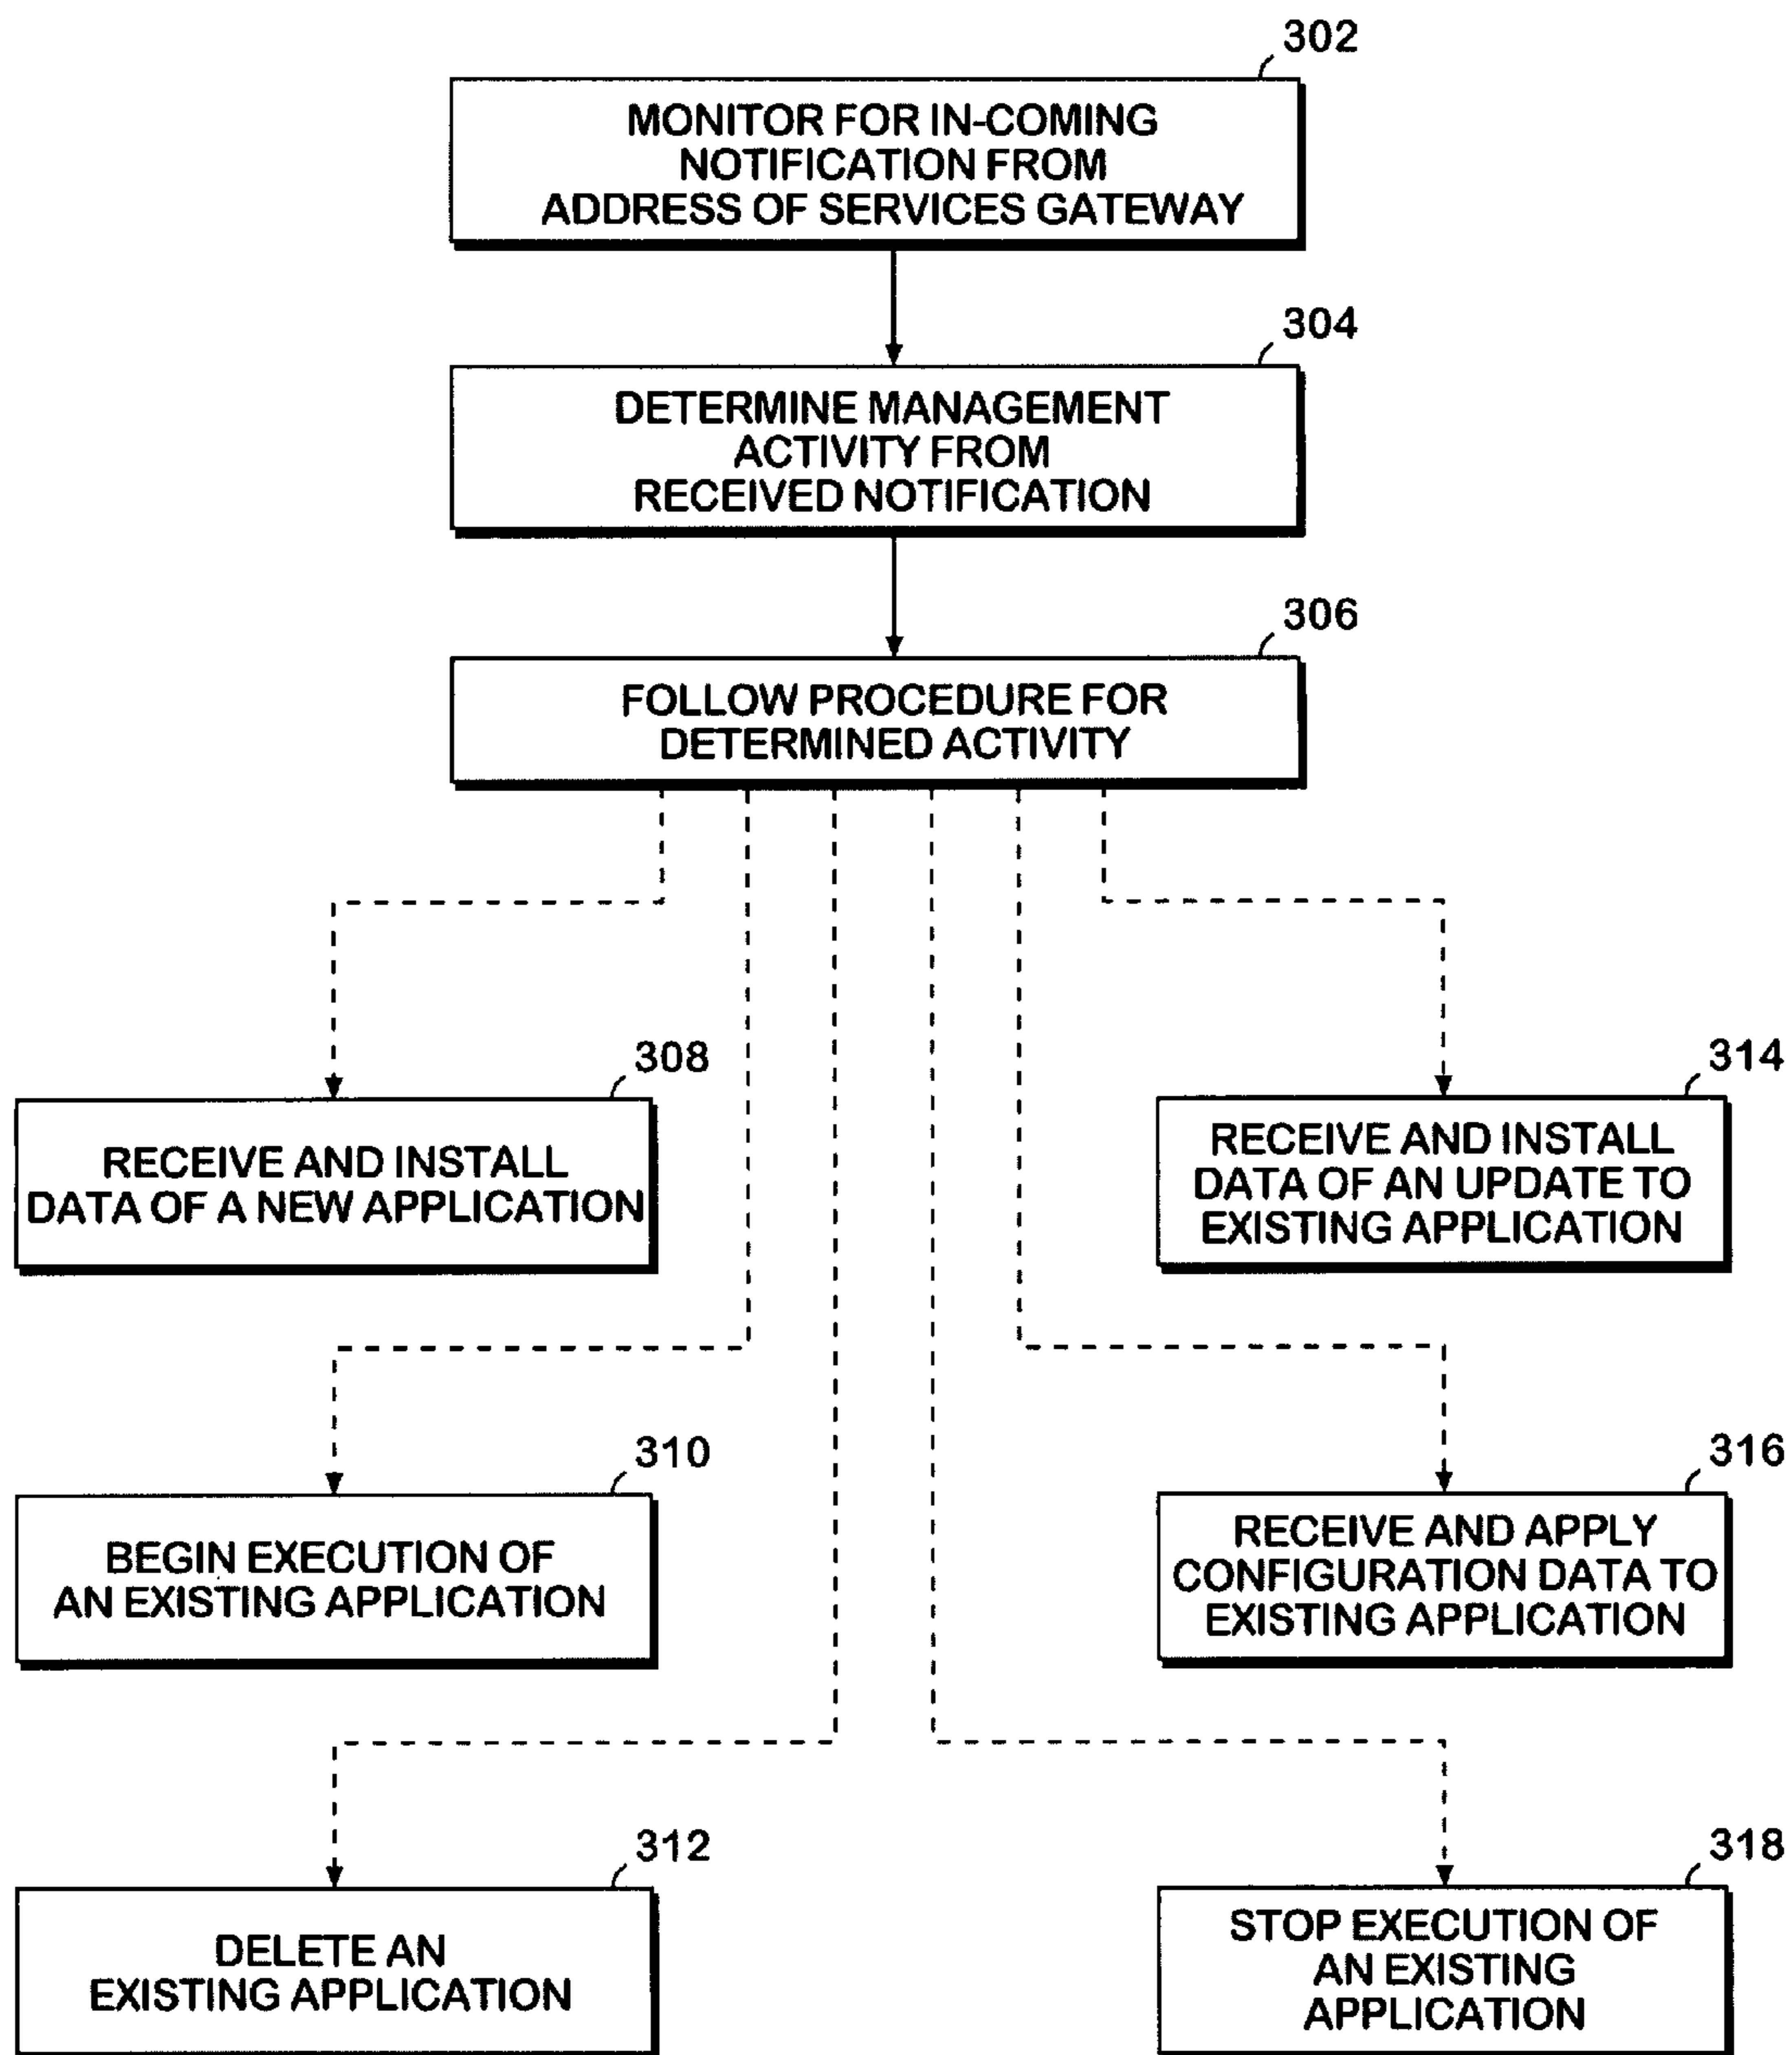 302
MONITOR FOR IN-COMING
NOTIFICATION FROM
ADDRESS OF SERVICES GATEWAY
304
DETERMINE MANAGEMENT
ACTIVITY FROM
RECEIVED NOTIFICATION
306
FOLLOW PROCEDURE FOR
DETERMINED ACTIVITY
308
RECEIVE AND INSTALL
DATA OF A NEW APPLICATION
314
RECEIVE AND INSTALL
DATA OF AN UPDATE TO
EXISTING APPLICATION
310
BEGIN EXECUTION OF
AN EXISTING APPLICATION
316
RECEIVE AND APPLY
CONFIGURATION DATA TO
EXISTING APPLICATION
312
DELETE AN
EXISTING APPLICATION
318
STOP EXECUTION OF
AN EXISTING
APPLICATION